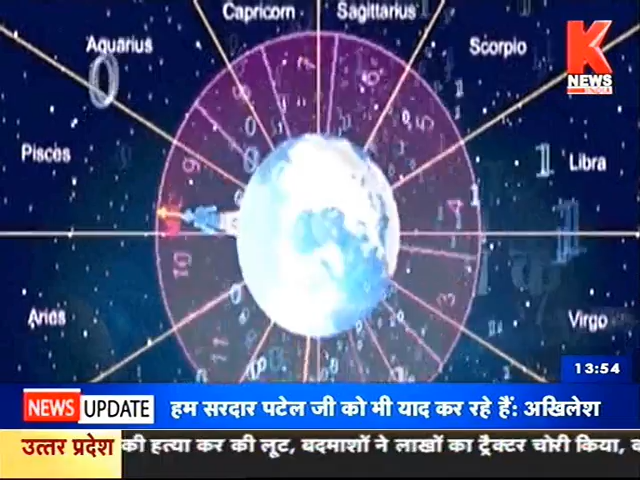 Capricorn
Sagittarius
Aquarius
Scorpio
K
NEWS
INDIA
Pisces
Libra
Aries
Virgo
13:54
NEWS UPDATE हम सरदार पटेल जी को भी याद कर रहे हैं: अखिलेश
उत्तर प्रदेश की हत्या कर की लूट, बदमाशों ने लाखों का ट्रैक्टर चोरी किया,